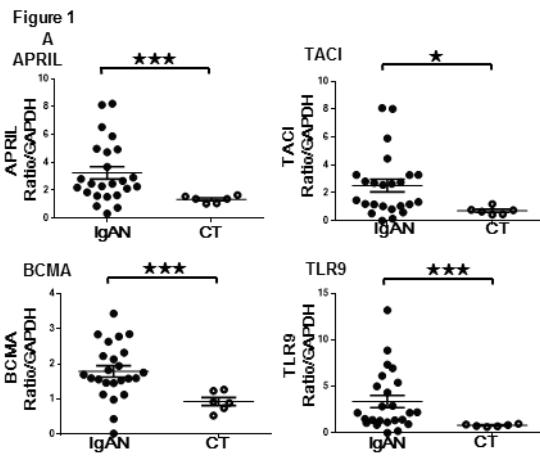 Figure 1
A
APRIL
★★★
APRIL
Ratio/GAPDH
10
8
6
4
2
0
IgAN
CT
TACI
★
TACI
Ratio/GAPDH
10
8
6
4
2
0
IgAN
CT
BCMA
★★★
BCMA
Ratio/GAPDH
4
3
2
1
0
IgAN
CT
TLR9
★★★
TLR9
Ratio/GAPDH
15
10
5
0
IgAN
CT